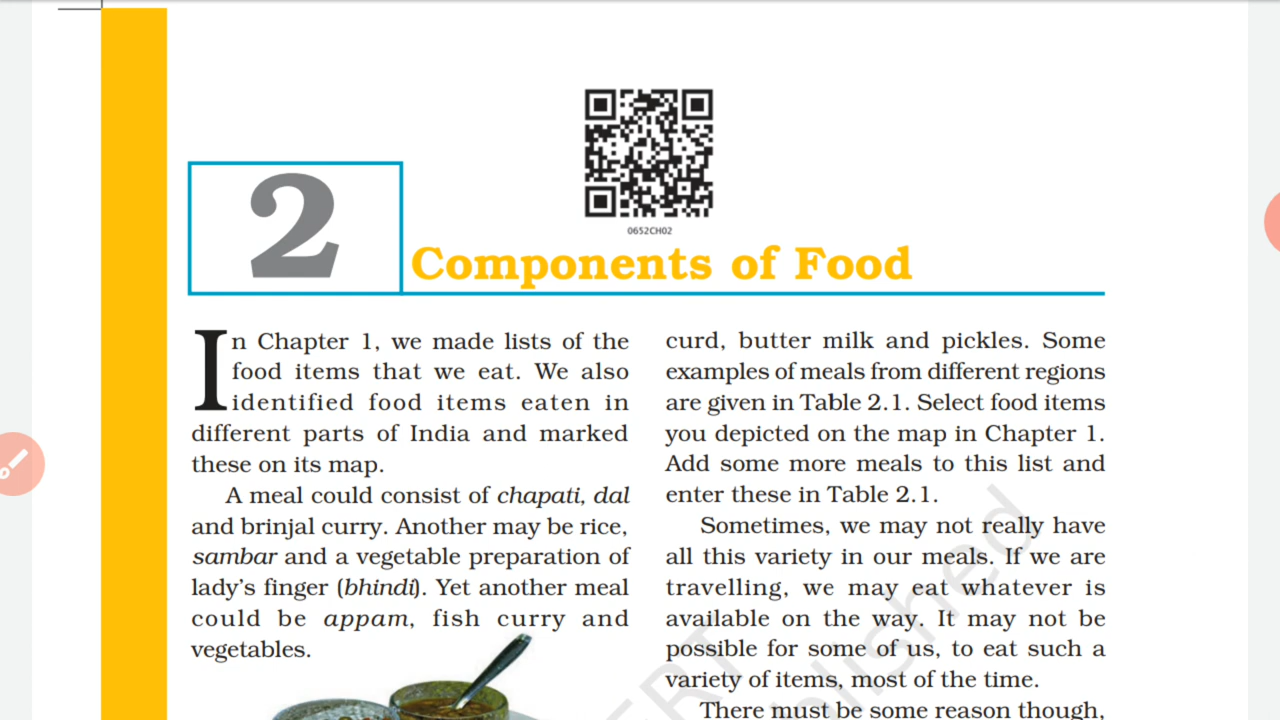 0652CH02
2
Components of Food
In Chapter 1, we made lists of the
food items that we eat. We also
identified food items eaten in
different parts of India and marked
these on its map.
A meal could consist of chapati, dal
and brinjal curry. Another may be rice,
sambar and a vegetable preparation of
lady's finger (bhindi). Yet another meal
could be appam, fish curry and
vegetables.
curd, butter milk and pickles. Some
examples of meals from different regions
are given in Table 2.1. Select food items
you depicted on the map in Chapter 1.
Add some more meals to this list and
enter these in Table 2.1.
Sometimes, we may not really have
all this variety in our meals. If we are
travelling, we may eat whatever is
available on the way. It may not be
possible for some of us, to eat such a
variety of items, most of the time.
There must be some reason though,